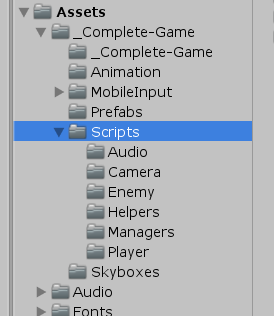 Assets
_Complete-Game
_Complete-Game
Animation
MobileInput
Prefabs
Scripts
Audio
Camera
Enemy
Helpers
Managers
Player
Skyboxes
Audio
Fonts